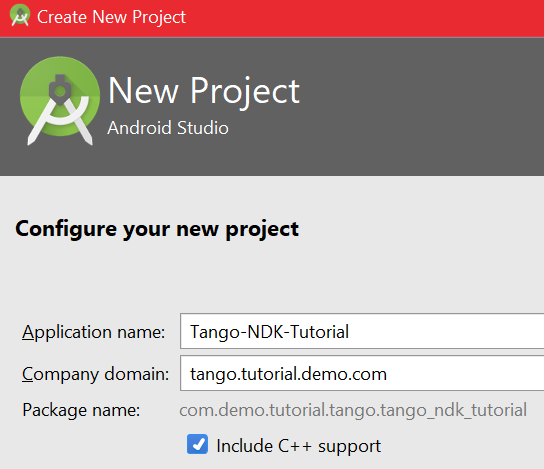 Create New Project
New Project
Android Studio
Configure your new project
Application name: Tango-NDK-Tutorial
Company domain: tango.tutorial.demo.com
Package name: com.demo.tutorial.tango.tango_ndk_tutorial
Include C++ support